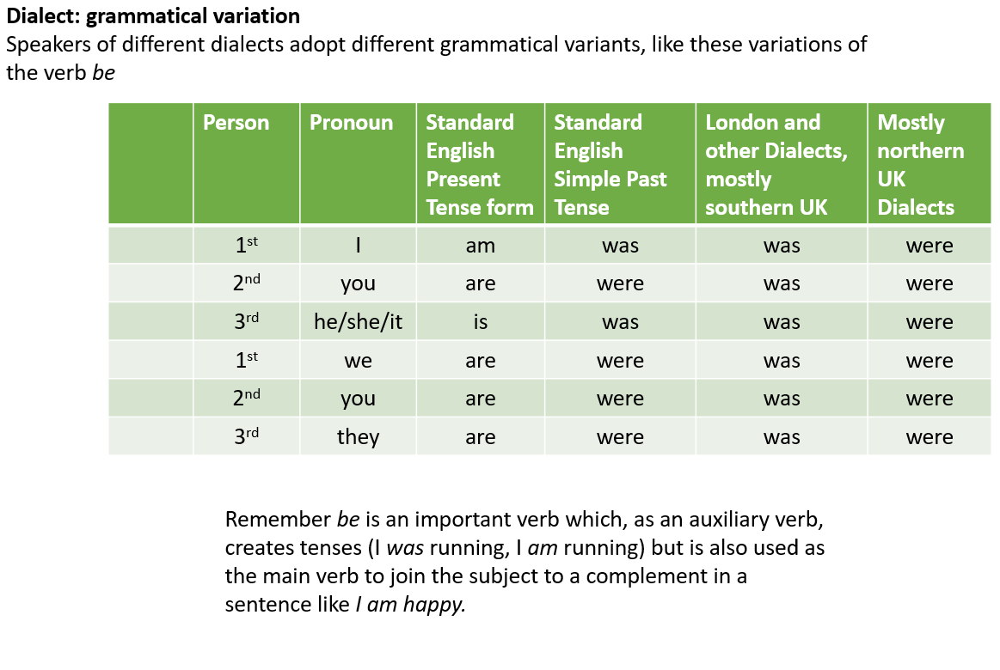 Dialect: grammatical variation
Speakers of different dialects adopt different grammatical variants, like these variations of
the verb be
Person Pronoun Standard English Present Tense form Standard English Simple Past Tense London and other Dialects, mostly southern UK Mostly northern UK Dialects
1st I am was was were
2nd you are were was were
3rd he/she/it is was was were
1st we are were was were
2nd you are were was were
3rd they are were was were
Remember be is an important verb which, as an auxiliary verb,
creates tenses (I was running, I am running) but is also used as
the main verb to join the subject to a complement in a
sentence like I am happy.